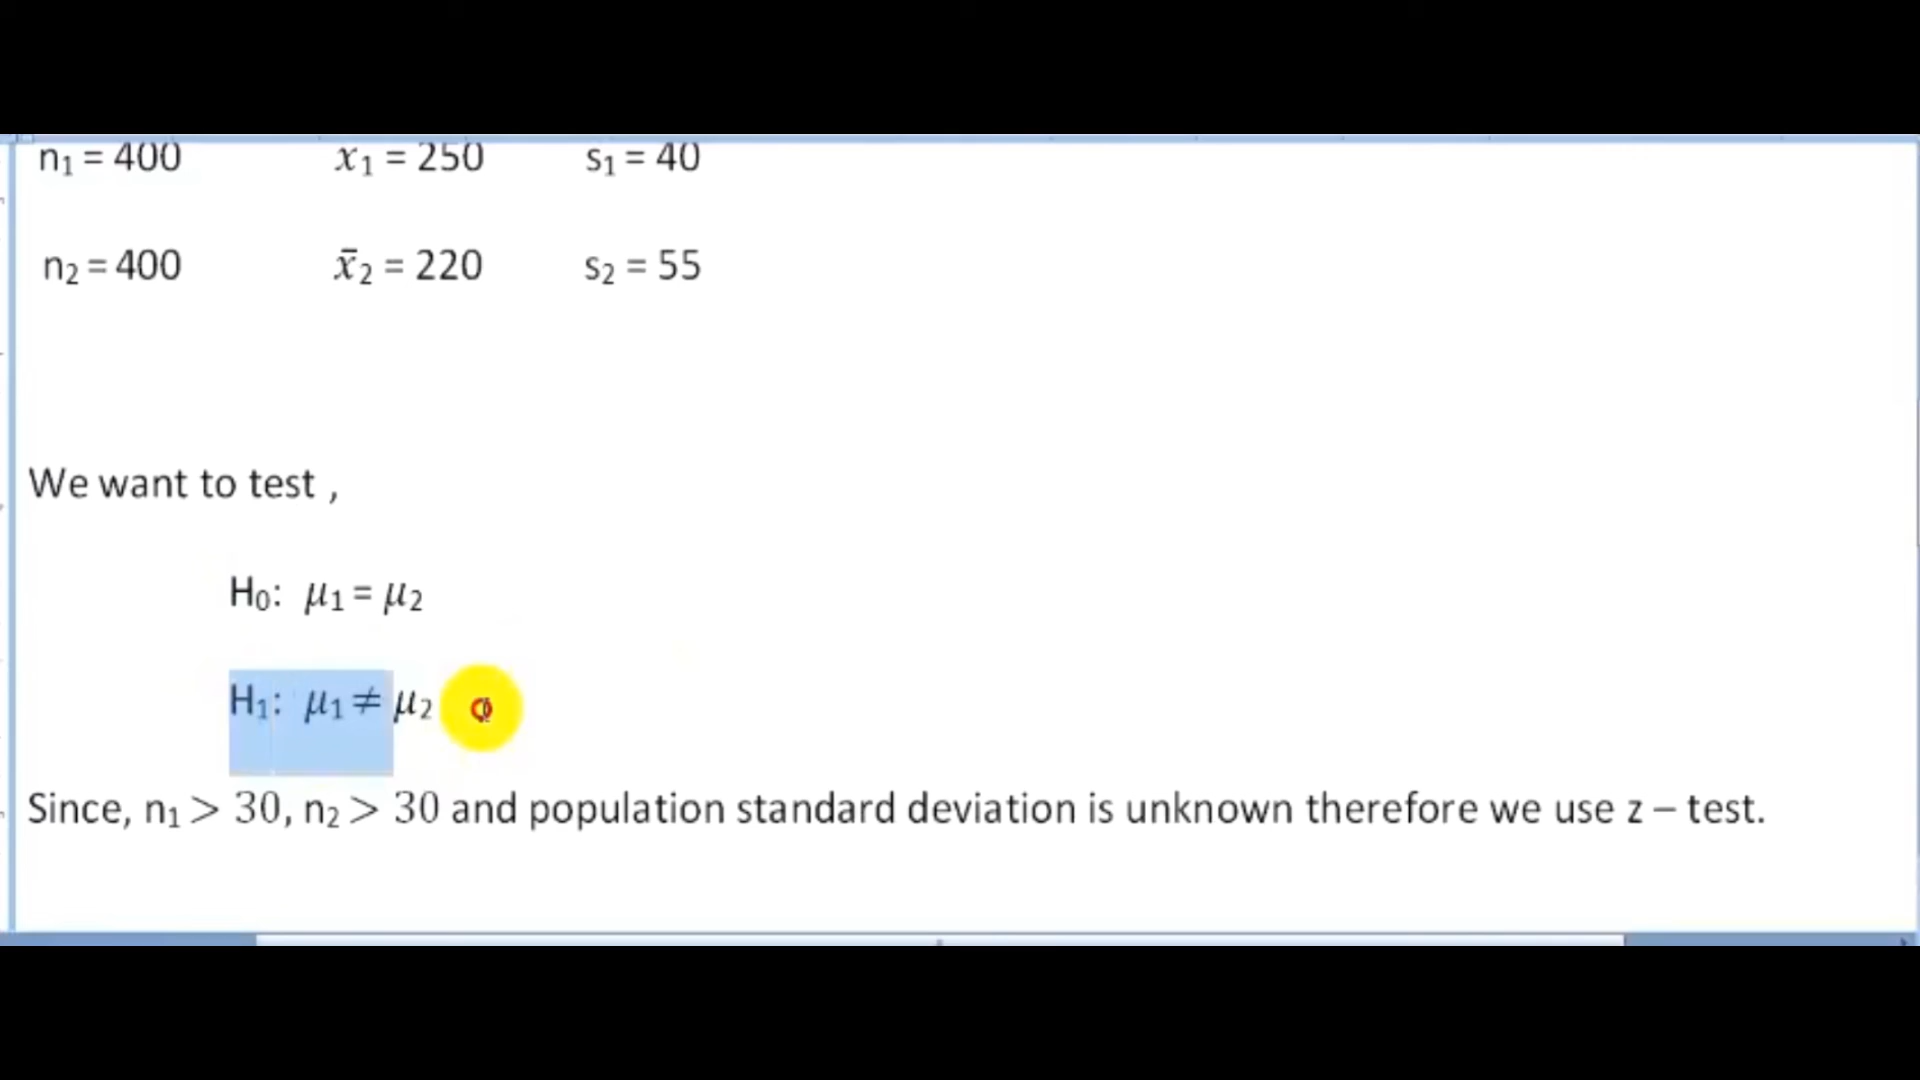 n₁ = 400 x₁ = 250 s₁ = 40
n₂ = 400 x̄₂ = 220 s₂ = 55
We want to test ,
H₀: μ₁ = μ₂
H₁: μ₁ ≠ μ₂
Since, n₁ > 30, n₂ > 30 and population standard deviation is unknown therefore we use z – test.